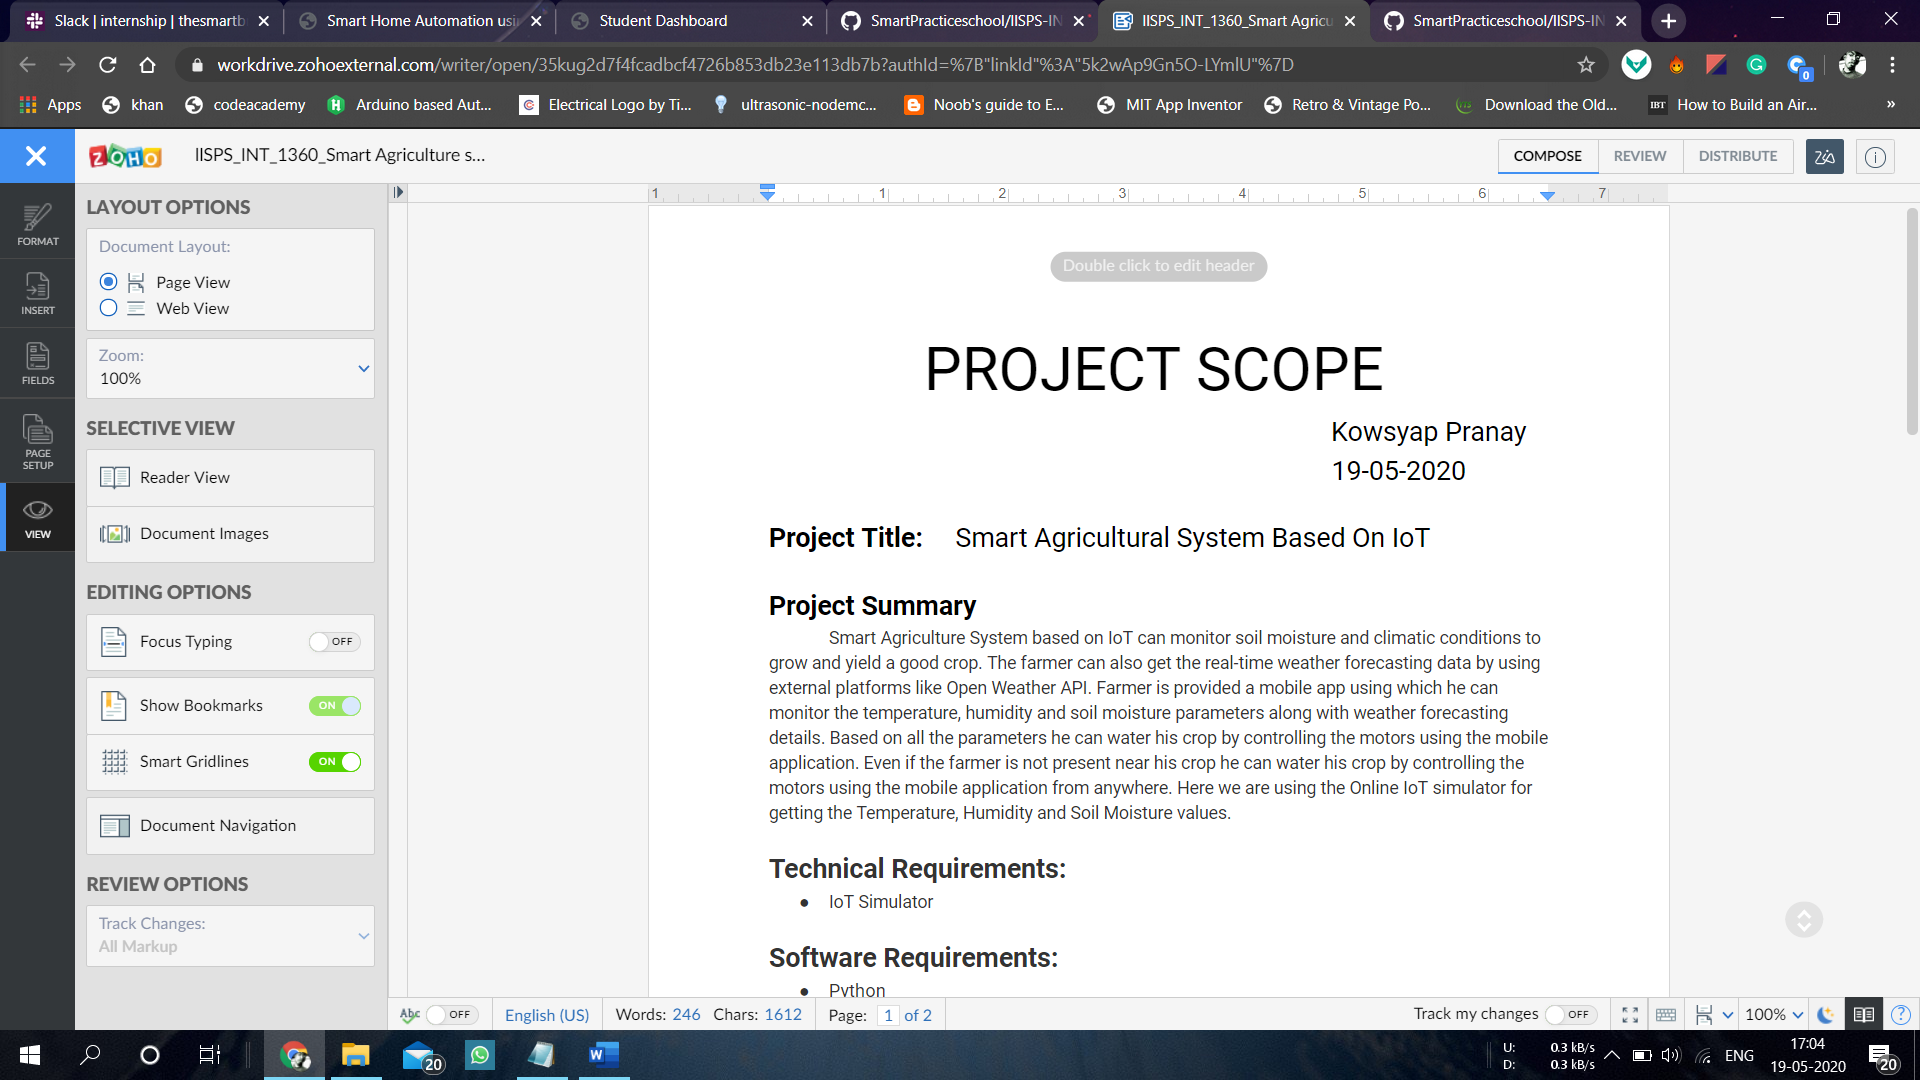 Slack | internship | thesmartb
Smart Home Automation usi
Student Dashboard
SmartPracticeschool/IISPS-IN
IISPS_INT_1360_Smart Agricu
SmartPracticeschool/IISPS-IN
workdrive.zohoexternal.com/writer/open/35kug2d7f4fcadbcf4726b853db23e113db7b?authId=%7B"linkId"%3A"5k2wAp9Gn5O-LYmlU"%7D
0
Apps
khan
codeacademy
Arduino based Aut...
Electrical Logo by Ti...
ultrasonic-nodemc...
Noob's guide to E...
MIT App Inventor
Retro & Vintage Po...
Download the Old...
IBT How to Build an Air...
»
ZOHO
IISPS_INT_1360_Smart Agriculture s...
COMPOSE
REVIEW
DISTRIBUTE
FORMAT
INSERT
FIELDS
PAGE
SETUP
VIEW
LAYOUT OPTIONS
Document Layout:
Page View
Web View
Zoom:
100%
SELECTIVE VIEW
Reader View
Document Images
EDITING OPTIONS
Focus Typing OFF
Show Bookmarks ON
Smart Gridlines ON
Document Navigation
REVIEW OPTIONS
Track Changes:
All Markup
1 1 2 3 4 5 6 7
Double click to edit header
PROJECT SCOPE
Kowsyap Pranay
19-05-2020
Project Title: Smart Agricultural System Based On IoT
Project Summary
Smart Agriculture System based on IoT can monitor soil moisture and climatic conditions to
grow and yield a good crop. The farmer can also get the real-time weather forecasting data by using
external platforms like Open Weather API. Farmer is provided a mobile app using which he can
monitor the temperature, humidity and soil moisture parameters along with weather forecasting
details. Based on all the parameters he can water his crop by controlling the motors using the mobile
application. Even if the farmer is not present near his crop he can water his crop by controlling the
motors using the mobile application from anywhere. Here we are using the Online IoT simulator for
getting the Temperature, Humidity and Soil Moisture values.
Technical Requirements:
● IoT Simulator
Software Requirements:
● Python
Abc OFF
English (US)
Words: 246 Chars: 1612
Page: 1 of 2
Track my changes OFF
100%
20
U: 0.3 kB/s
D: 0.3 kB/s
ENG
17:04
19-05-2020
20